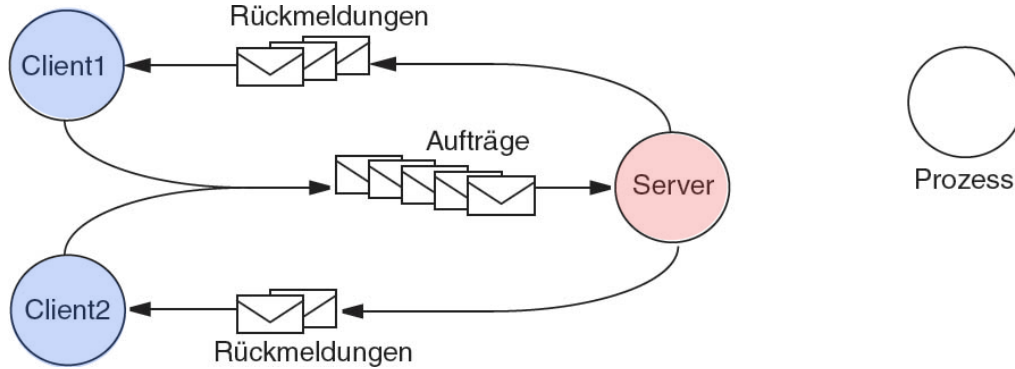 Rückmeldungen
Client1
Aufträge
Server
Prozess
Client2
Rückmeldungen